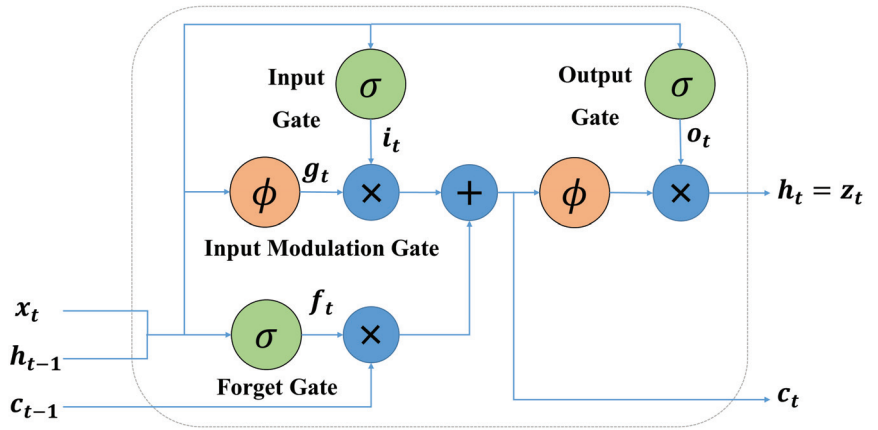 Input
Gate
σ
i_t
Output
Gate
σ
o_t
ϕ
g_t
×
+
ϕ
×
h_t = z_t
Input Modulation Gate
x_t
h_{t−1}
σ
f_t
×
Forget Gate
c_{t−1}
c_t